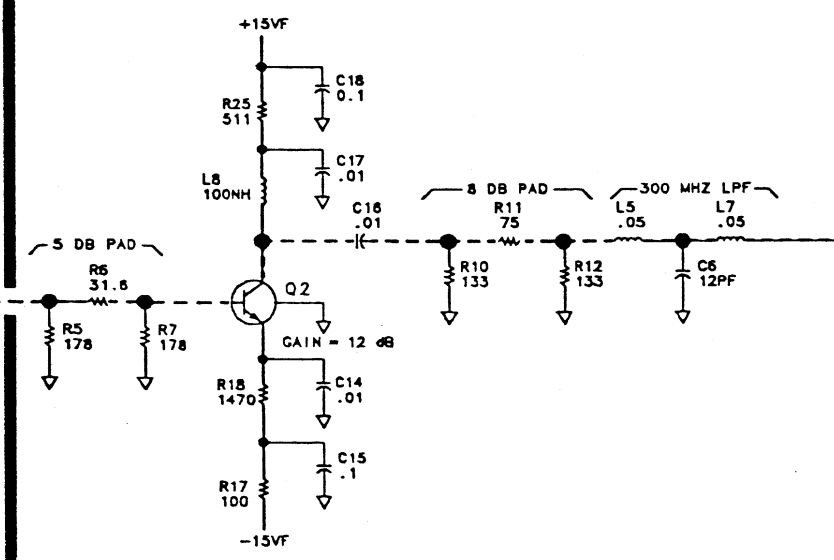 +15VF
C18
0.1
R25
511
C17
.01
L8
100NH
8 DB PAD
300 MHZ LPF
C16
.01
R11
75
L5
.05
L7
.05
5 DB PAD
R6
31.6
R10
133
R12
133
C6
12PF
Q2
R5
178
R7
178
GAIN = 12 dB
R18
1470
C14
.01
C15
.1
R17
100
-15VF